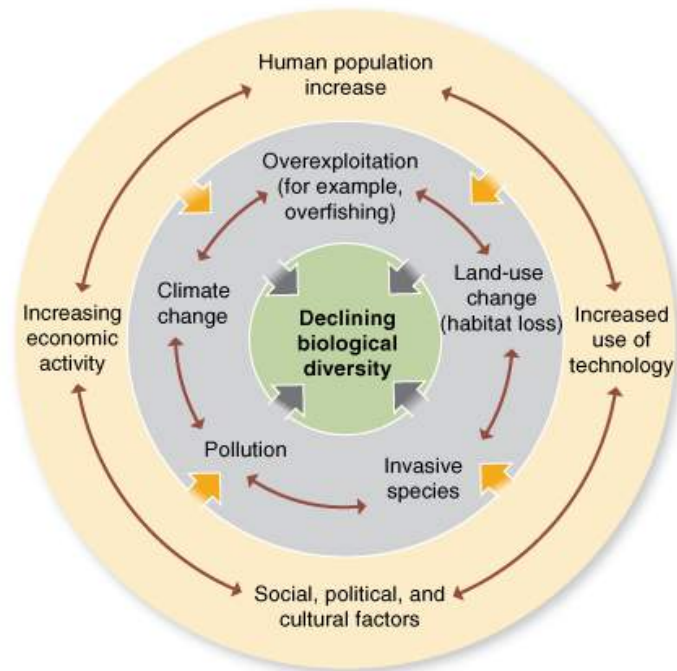 Human population
increase
Overexploitation
(for example,
overfishing)
Climate
change
Land-use
change
(habitat loss)
Increasing
economic
activity
Declining
biological
diversity
Increased
use of
technology
Pollution
Invasive
species
Social, political, and
cultural factors